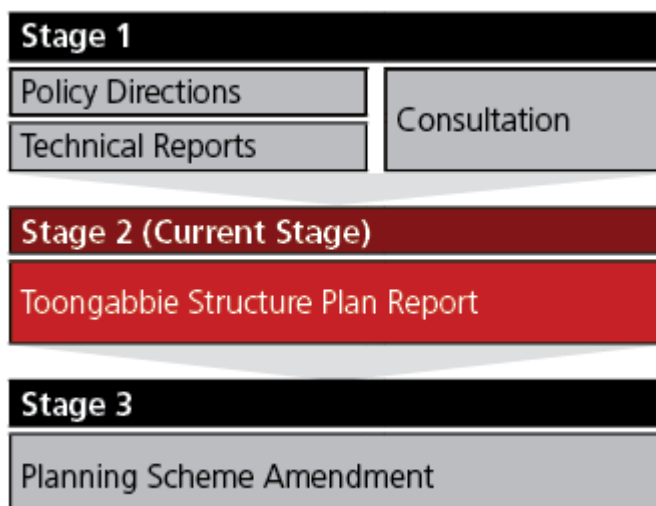 Stage 1
Policy Directions
Technical Reports
Consultation
Stage 2 (Current Stage)
Toongabbie Structure Plan Report
Stage 3
Planning Scheme Amendment